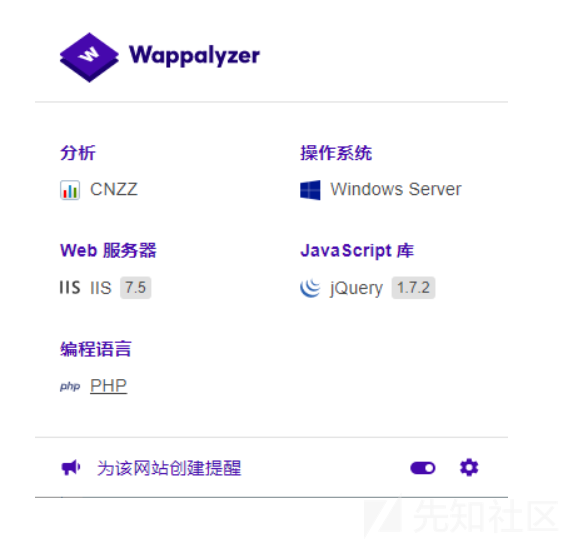 Wappalyzer
分析
CNZZ
操作系统
Windows Server
Web 服务器
IIS IIS 7.5
JavaScript 库
jQuery 1.7.2
编程语言
php PHP
为该网站创建提醒
先知社区